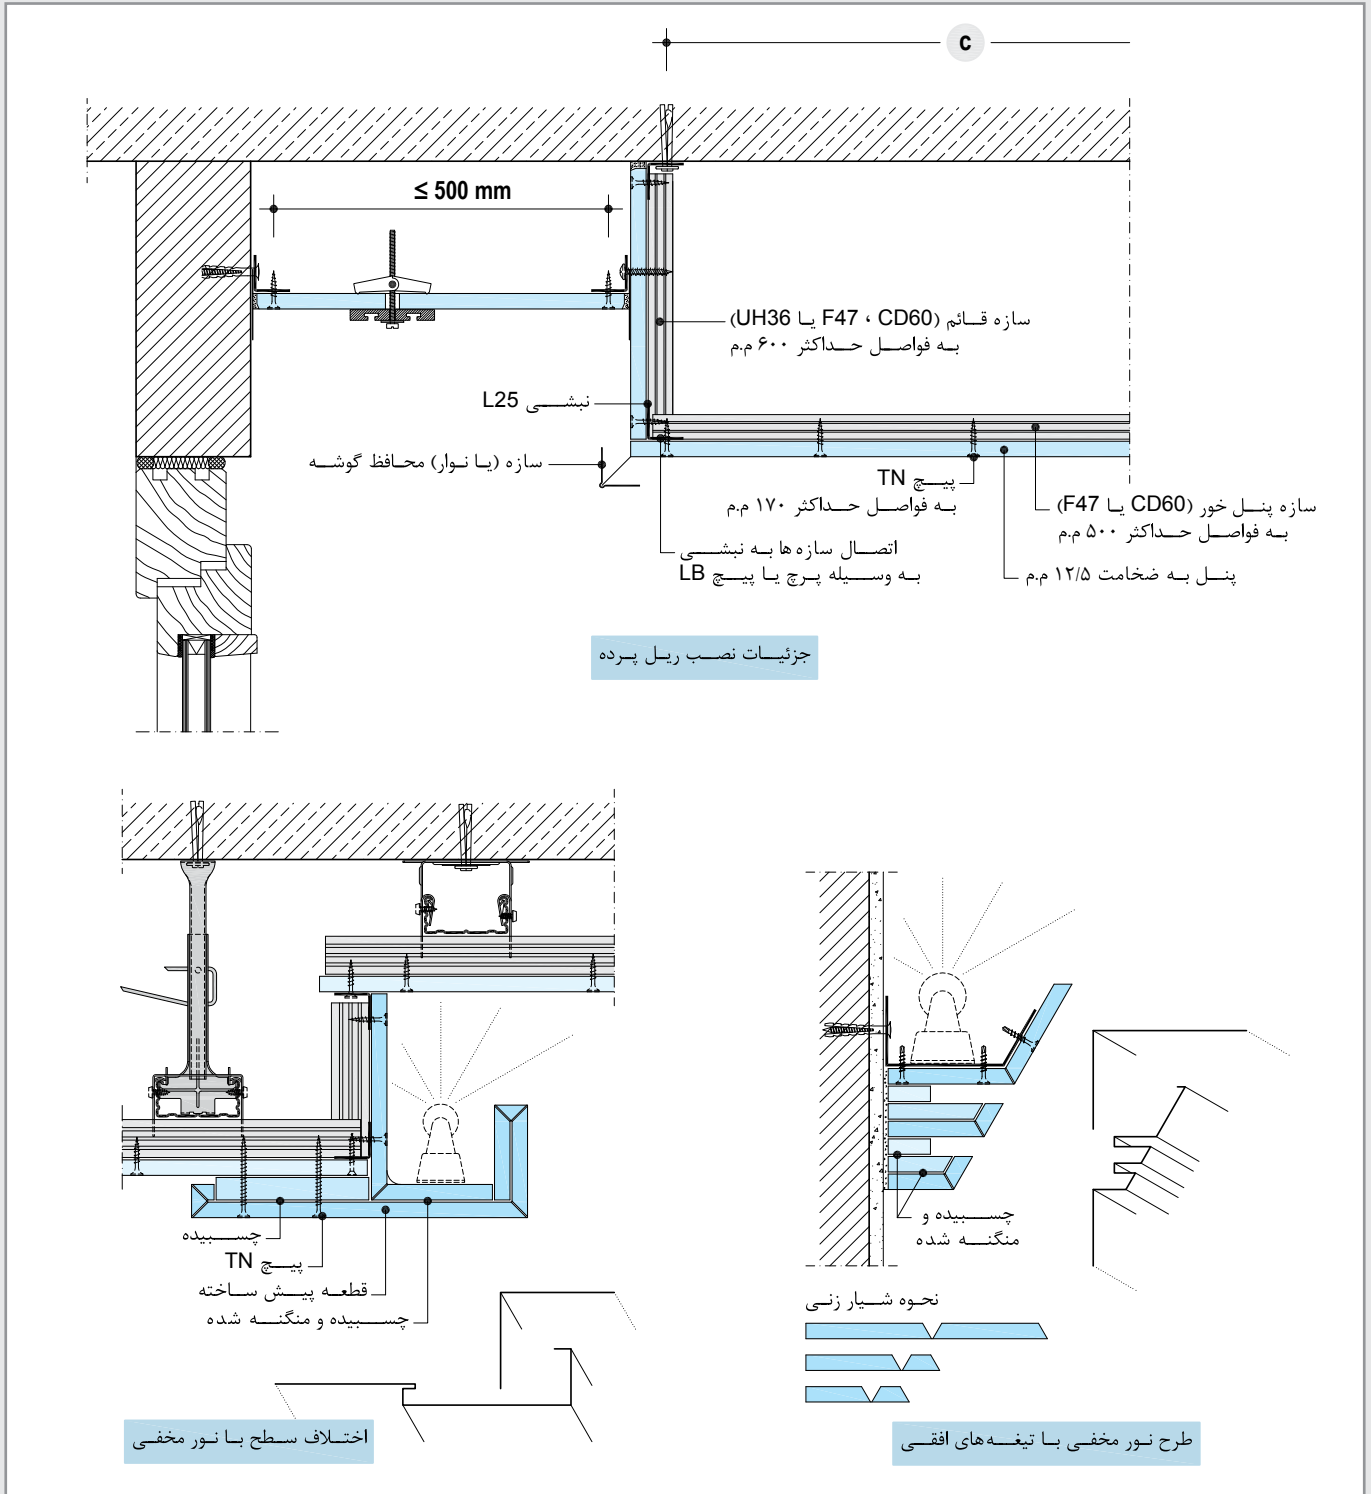 c
≤ 500 mm
سازه قائم (CD60 ، F47 یا UH36)
به فواصل حداکثر ۶۰۰ م.م
نبشی L25
سازه (یا نوار) محافظ گوشه
پیچ TN
به فواصل حداکثر ۱۷۰ م.م
سازه پنل خور (CD60 یا F47)
به فواصل حداکثر ۵۰۰ م.م
اتصال سازه ها به نبشی
به وسیله پرچ یا پیچ LB
پنل به ضخامت ۱۲/۵ م.م
جزئیات نصب ریل پرده
چسبیده
پیچ TN
قطعه پیش ساخته
چسبیده و منگنه شده
اختلاف سطح با نور مخفی
چسبیده و
منگنه شده
نحوه شیار زنی
طرح نور مخفی با تیغه‌های افقی